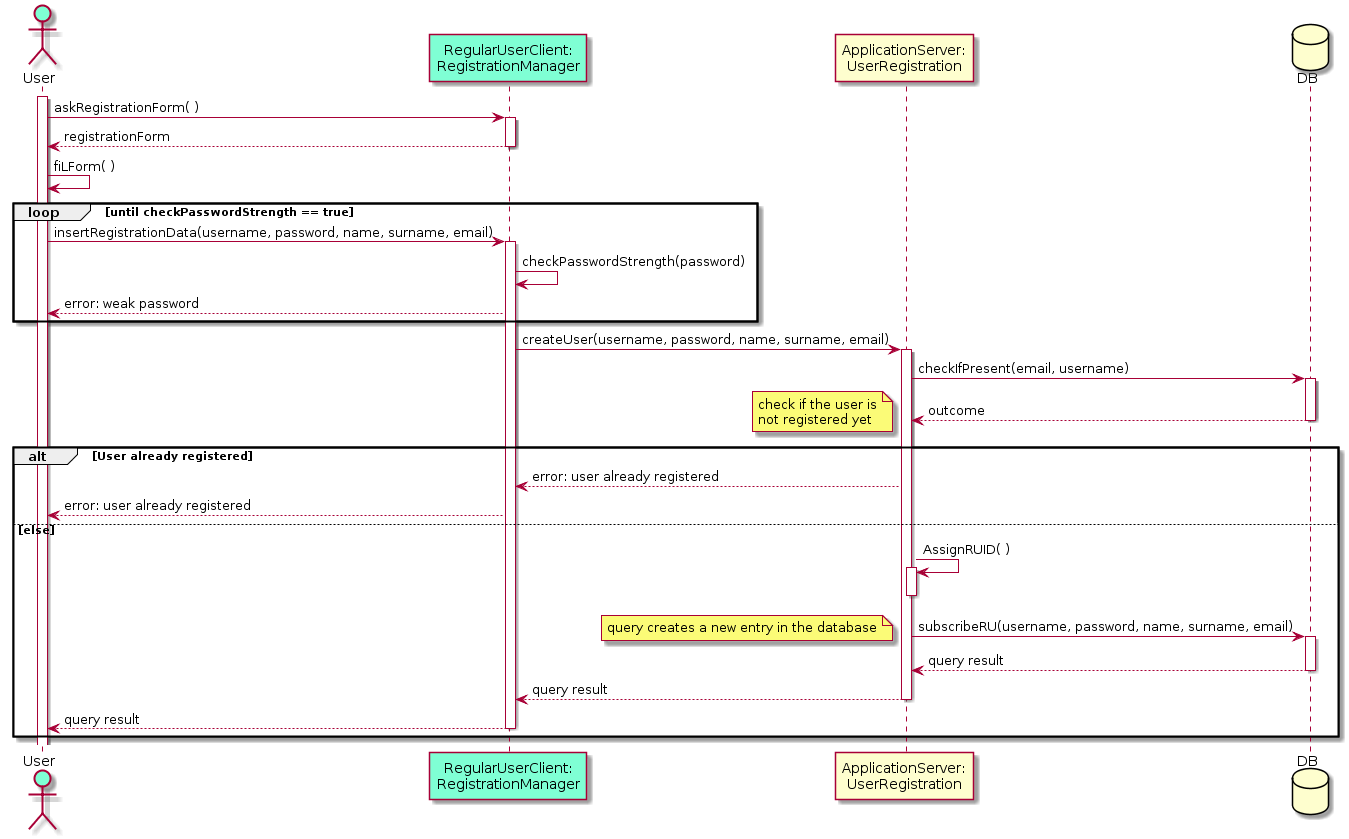 User
RegularUserClient:
RegistrationManager
ApplicationServer:
UserRegistration
DB
askRegistrationForm( )
registrationForm
fiLForm( )
loop [until checkPasswordStrength == true]
insertRegistrationData(username, password, name, surname, email)
checkPasswordStrength(password)
error: weak password
createUser(username, password, name, surname, email)
checkIfPresent(email, username)
check if the user is
not registered yet
outcome
alt [User already registered]
error: user already registered
error: user already registered
[else]
AssignRUID( )
query creates a new entry in the database
subscribeRU(username, password, name, surname, email)
query result
query result
query result
User
RegularUserClient:
RegistrationManager
ApplicationServer:
UserRegistration
DB